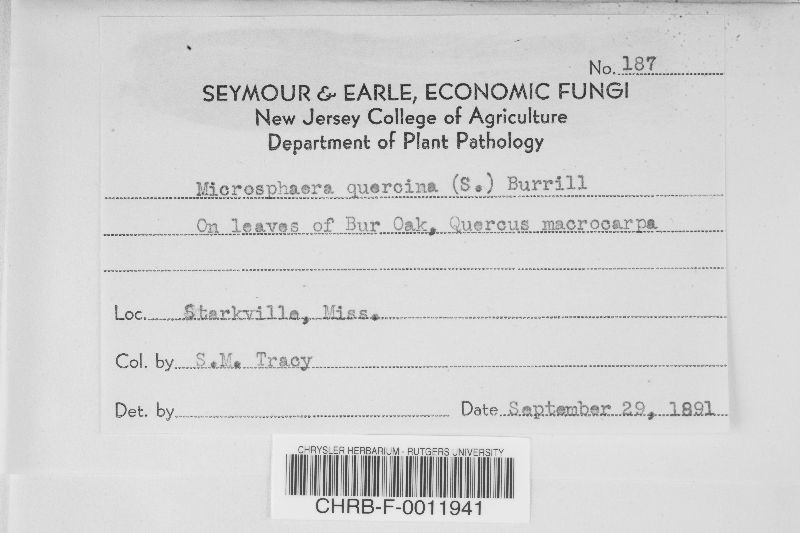 No. 187
SEYMOUR & EARLE, ECONOMIC FUNGI
New Jersey College of Agriculture
Department of Plant Pathology
Microsphaera quercina (S.) Burrill
On leaves of Bur Oak, Quercus macrocarpa
Loc. Starkville, Miss.
Col. by S.M. Tracy
Det. by Date September 29, 1891
CHRYSLER HERBARIUM - RUTGERS UNIVERSITY
CHRB-F-0011941